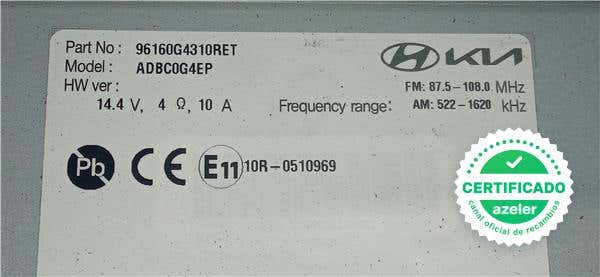 Part No : 96160G4310RET
Model : ADBC0G4EP
HW ver :
14.4 V, 4 Ω, 10 A
KIA
FM: 87.5-108.0 MHz
Frequency range: AM: 522-1620 kHz
Pb CE E11 10R-0510969
CERTIFICADO
azeler
canal oficial de recambios